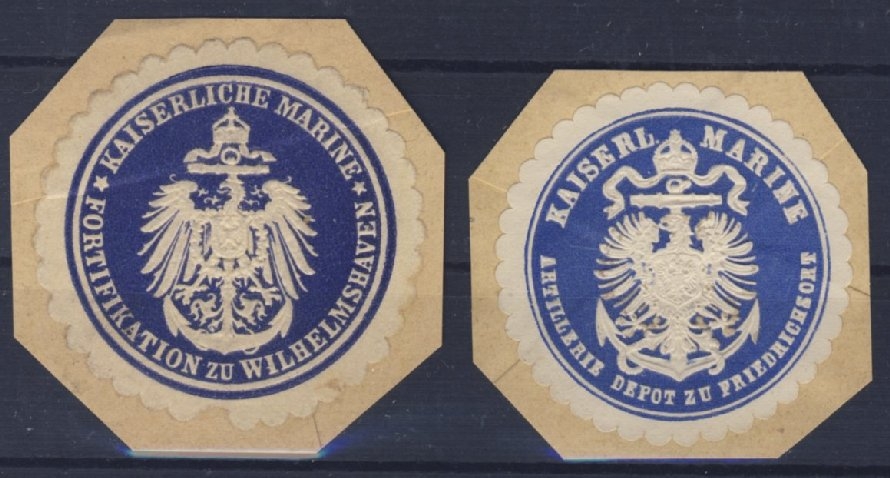 ★ KAISERLICHE MARINE ★
FORTIFIKATION ZU WILHELMSHAVEN
KAISERL. MARINE
ARTILLERIE DEPOT ZU FRIEDRICHSORT